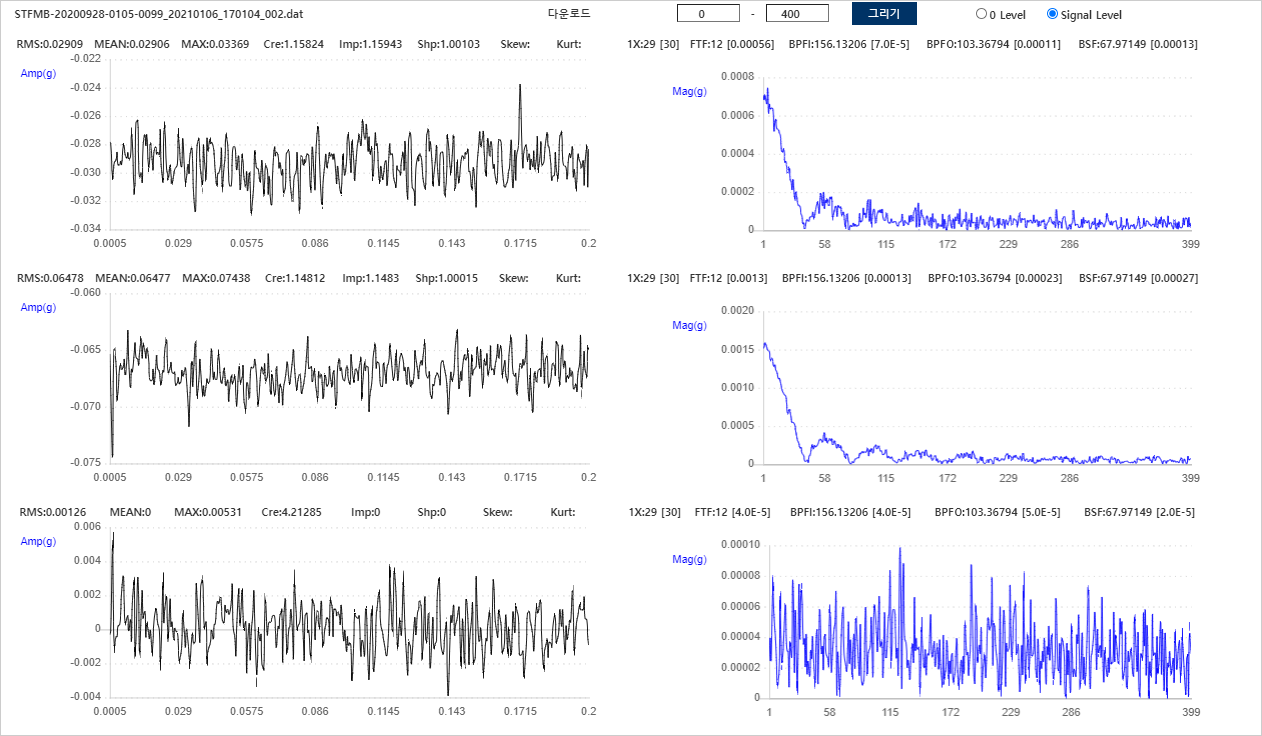 STFMB-20200928-0105-0099_20210106_170104_002.dat 다운로드 0 - 400 그리기 0 Level Signal Level
RMS:0.02909 MEAN:0.02906 MAX:0.03369 Cre:1.15824 Imp:1.15943 Shp:1.00103 Skew: Kurt:
Amp(g)
-0.022
-0.024
-0.026
-0.028
-0.030
-0.032
-0.034
0.0005 0.029 0.0575 0.086 0.1145 0.143 0.1715 0.2
1X:29 [30] FTF:12 [0.00056] BPFI:156.13206 [7.0E-5] BPFO:103.36794 [0.00011] BSF:67.97149 [0.00013]
Mag(g)
0.0008
0.0006
0.0004
0.0002
0
1 58 115 172 229 286 399
RMS:0.06478 MEAN:0.06477 MAX:0.07438 Cre:1.14812 Imp:1.1483 Shp:1.00015 Skew: Kurt:
Amp(g)
-0.060
-0.065
-0.070
-0.075
0.0005 0.029 0.0575 0.086 0.1145 0.143 0.1715 0.2
1X:29 [30] FTF:12 [0.0013] BPFI:156.13206 [0.00013] BPFO:103.36794 [0.00023] BSF:67.97149 [0.00027]
Mag(g)
0.0020
0.0015
0.0010
0.0005
0
1 58 115 172 229 286 399
RMS:0.00126 MEAN:0 MAX:0.00531 Cre:4.21285 Imp:0 Shp:0 Skew: Kurt:
Amp(g)
0.006
0.004
0.002
0
-0.002
-0.004
0.0005 0.029 0.0575 0.086 0.1145 0.143 0.1715 0.2
1X:29 [30] FTF:12 [4.0E-5] BPFI:156.13206 [4.0E-5] BPFO:103.36794 [5.0E-5] BSF:67.97149 [2.0E-5]
Mag(g)
0.00010
0.00008
0.00006
0.00004
0.00002
0
1 58 115 172 229 286 399